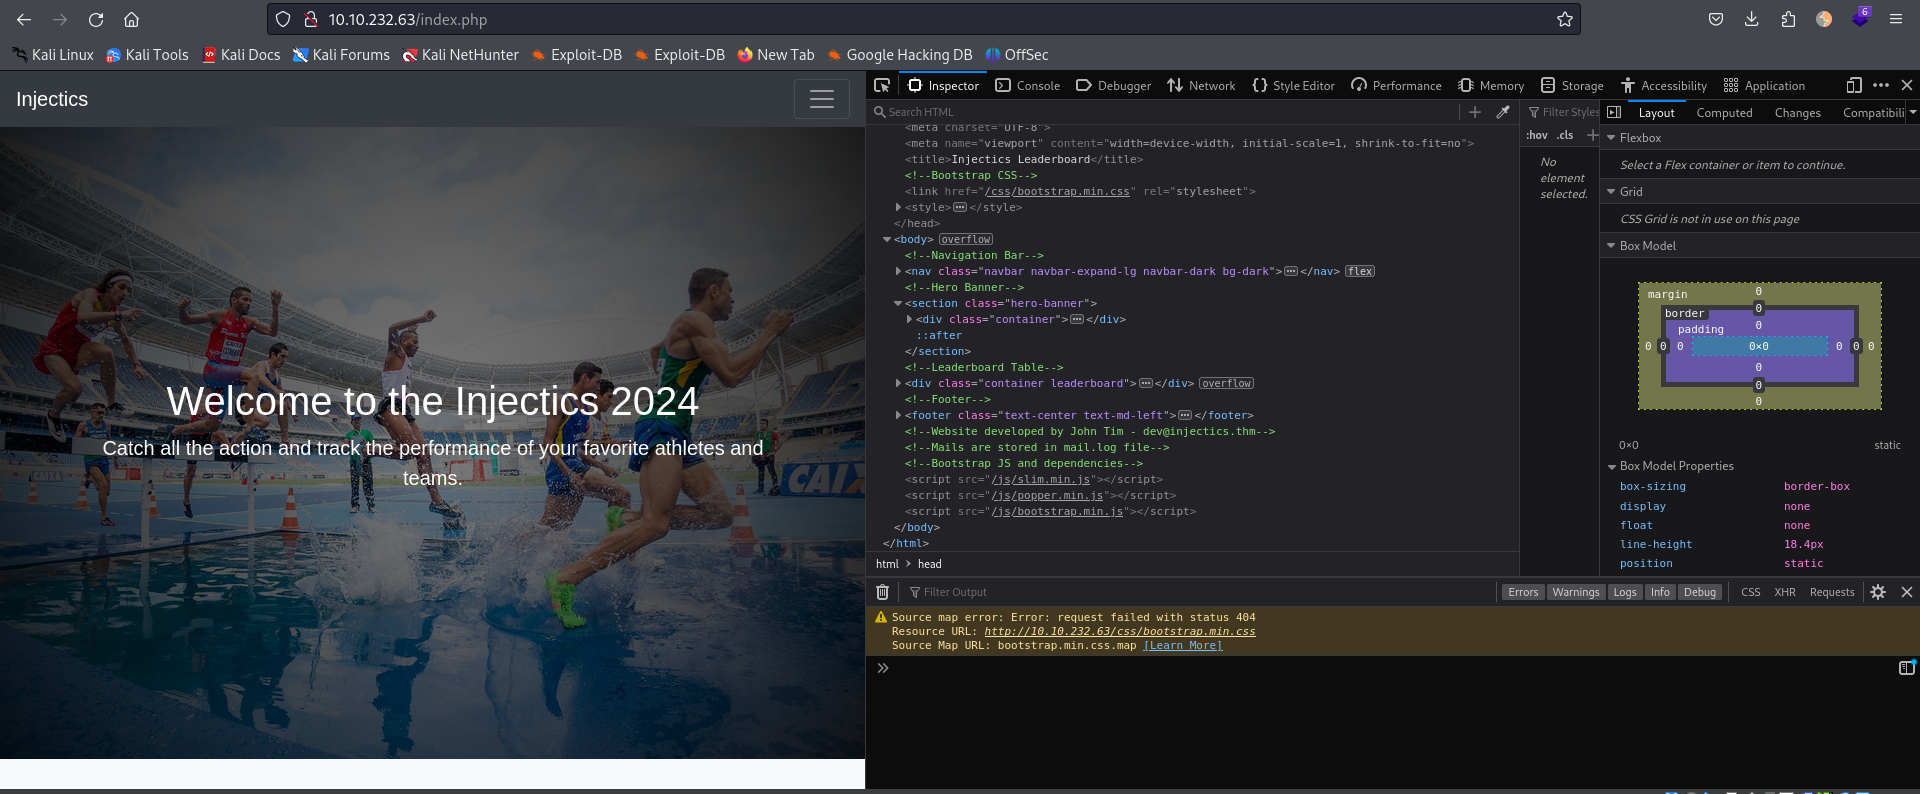 10.10.232.63/index.php
6
Kali Linux Kali Tools Kali Docs Kali Forums Kali NetHunter Exploit-DB Exploit-DB New Tab Google Hacking DB OffSec
Injectics
Welcome to the Injectics 2024
Catch all the action and track the performance of your favorite athletes and
teams.
Inspector Console Debugger Network Style Editor Performance Memory Storage Accessibility Application
Search HTML
<meta charset="UTF-8">
<meta name="viewport" content="width=device-width, initial-scale=1, shrink-to-fit=no">
<title>Injectics Leaderboard</title>
<!--Bootstrap CSS-->
<link href="/css/bootstrap.min.css" rel="stylesheet">
<style></style>
</head>
<body> overflow
<!--Navigation Bar-->
<nav class="navbar navbar-expand-lg navbar-dark bg-dark"></nav> flex
<!--Hero Banner-->
<section class="hero-banner">
<div class="container"></div>
::after
</section>
<!--Leaderboard Table-->
<div class="container leaderboard"></div> overflow
<!--Footer-->
<footer class="text-center text-md-left"></footer>
<!--Website developed by John Tim - dev@injectics.thm-->
<!--Mails are stored in mail.log file-->
<!--Bootstrap JS and dependencies-->
<script src="/js/slim.min.js"></script>
<script src="/js/popper.min.js"></script>
<script src="/js/bootstrap.min.js"></script>
</body>
</html>
html > head
Filter Styles
:hov .cls +
No
element
selected.
Layout Computed Changes Compatibili
Flexbox
Select a Flex container or item to continue.
Grid
CSS Grid is not in use on this page
Box Model
margin 0
border 0
padding 0
0 0 0 0×0 0 0 0
0
0
0
0×0 static
Box Model Properties
box-sizing border-box
display none
float none
line-height 18.4px
position static
Filter Output
Errors Warnings Logs Info Debug CSS XHR Requests
Source map error: Error: request failed with status 404
Resource URL: http://10.10.232.63/css/bootstrap.min.css
Source Map URL: bootstrap.min.css.map [Learn More]
CAIXA
CAIXA